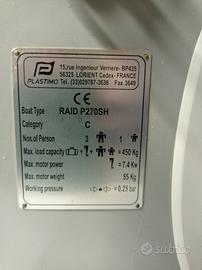 PLASTIMO
15,rue Ingenieur Verriere- BP435
56325 LORIENT Cedex- FRANCE
Tel. (33)029787-3636 Fax. 3649
CE
Boat Type RAID P270SH
Category C
Nos.of Person 3 1
Max. load capacity + + = 450 Kg
Max. motor power = 7.4 Kw
Max. motor weight 55 Kg
Working pressure = 0.25 bar
subito